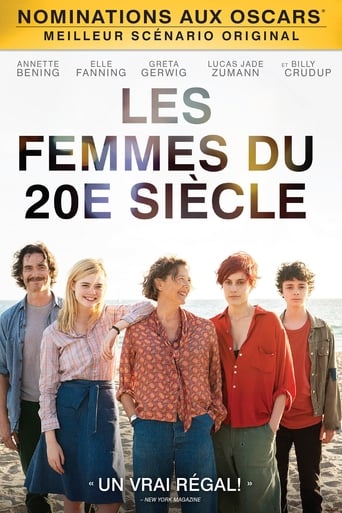 NOMINATIONS AUX OSCARS®
MEILLEUR SCÉNARIO ORIGINAL
ANNETTE BENING ELLE FANNING GRETA GERWIG LUCAS JADE ZUMANN ET BILLY CRUDUP
LES
FEMMES DU
20E SIÈCLE
« UN VRAI RÉGAL! »
– NEW YORK MAGAZINE